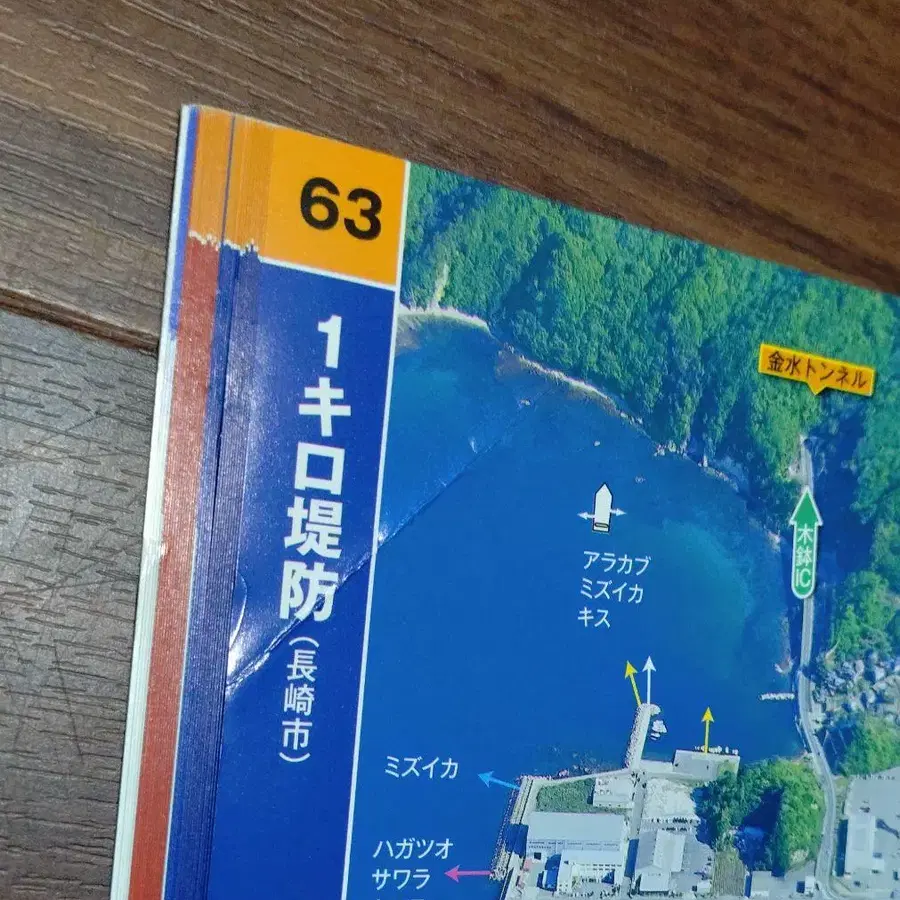 63
1キロ堤防
(長崎市)
金水トンネル
木鉢IC
アラカブ
ミズイカ
キス
ミズイカ
ハガツオ
サワラ